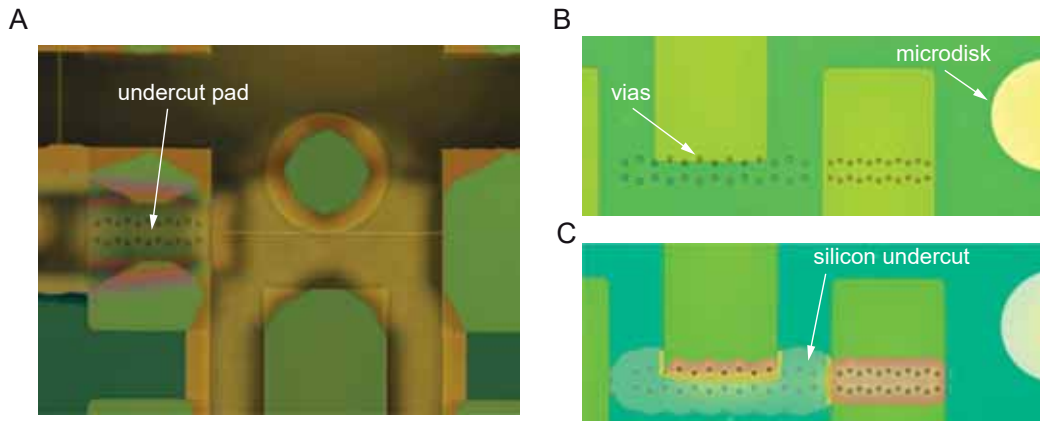 A
undercut pad
B
microdisk
vias
C
silicon undercut